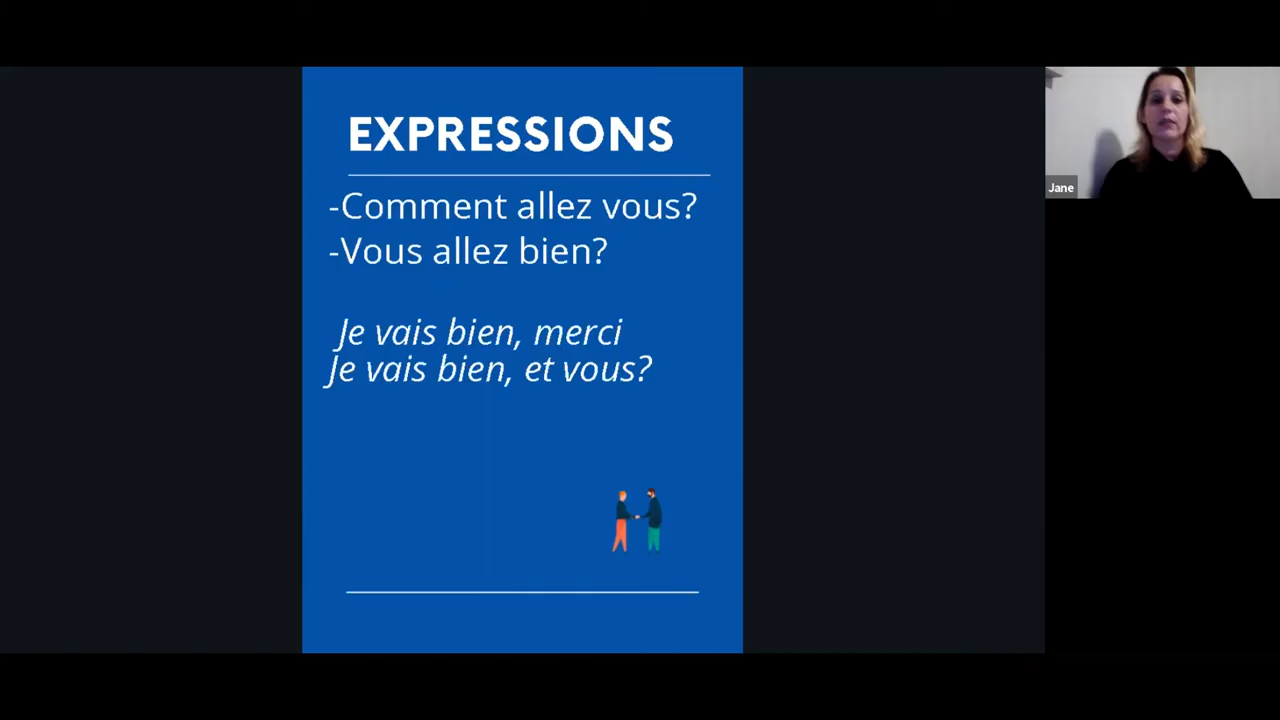 EXPRESSIONS
-Comment allez vous?
-Vous allez bien?
Je vais bien, merci
Je vais bien, et vous?
Jane